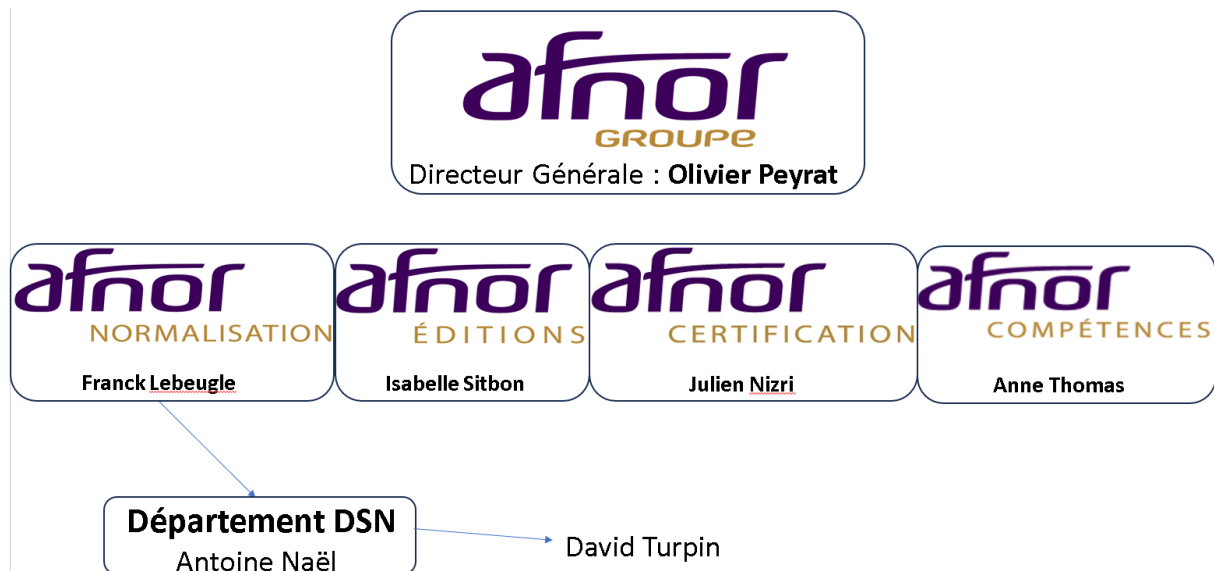 afnor
GROUPE
Directeur Générale : Olivier Peyrat
afnor
NORMALISATION
Franck Lebeugle
afnor
ÉDITIONS
Isabelle Sitbon
afnor
CERTIFICATION
Julien Nizri
afnor
COMPÉTENCES
Anne Thomas
Département DSN
Antoine Naël
David Turpin